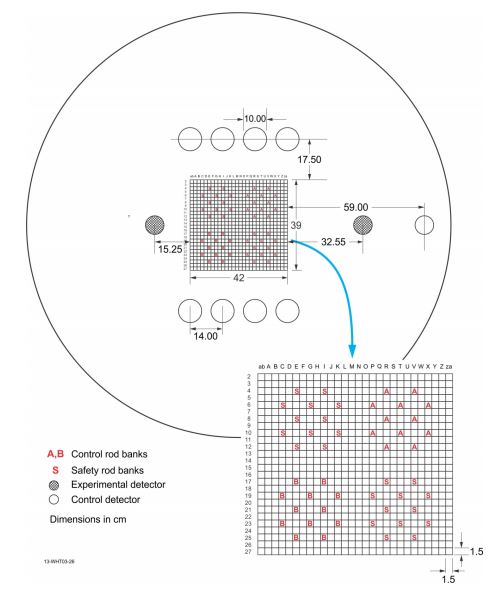 10.00
17.50
59.00
39
15.25
32.55
42
14.00
ab A B C D E F G H I J K L M N O P Q R S T U V W X Y Z za
2
3
4 S S A A
5
6 S S S A A A
7
8 S S A A
9
10 S S S A A A
11
12 S S A A
13
14
15
16
17 B B S S
18
19 B B B S S S
20
21 B B S S
22
23 B B B S S S
24
25 B B S S
26
27
1.5
1.5
A,B Control rod banks
S Safety rod banks
Experimental detector
Control detector
Dimensions in cm
13-WHT03-26